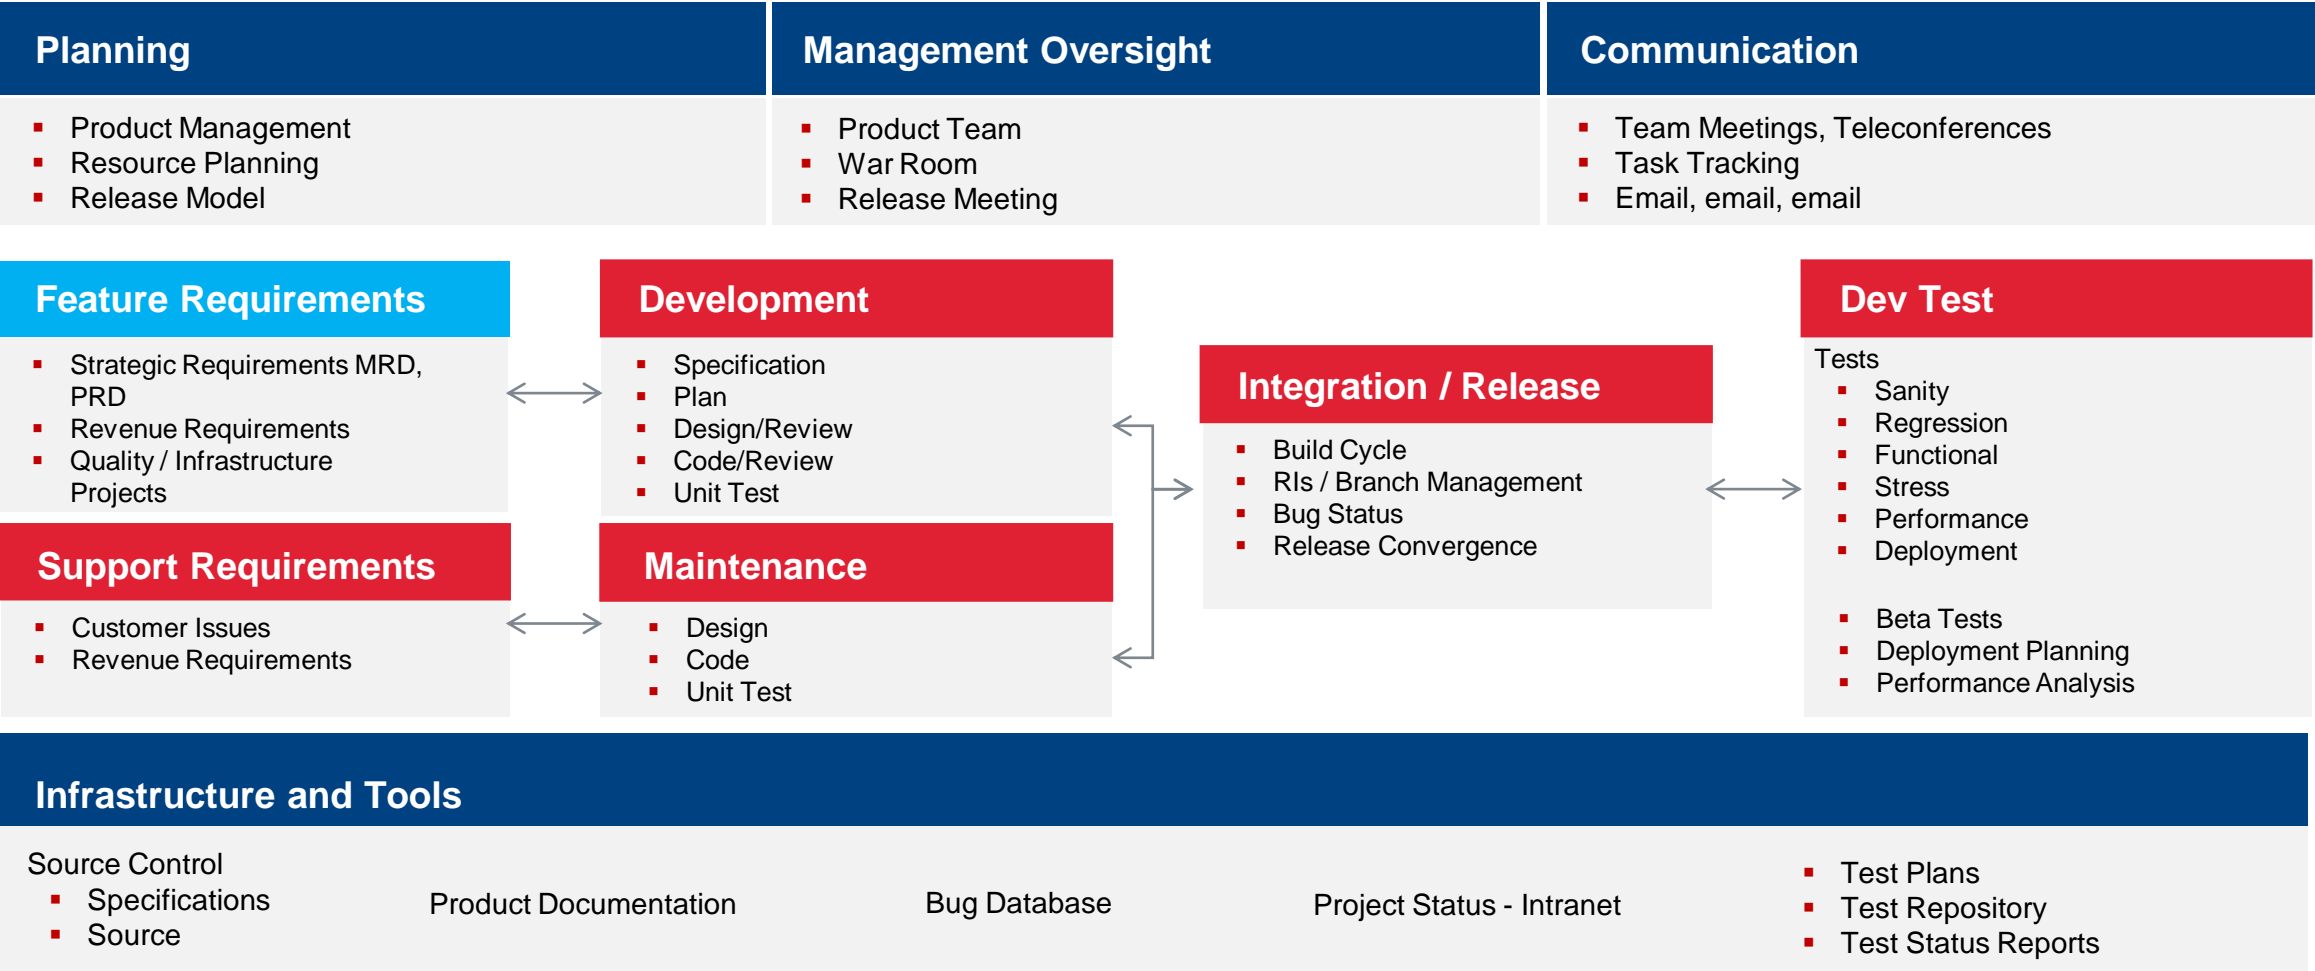 Planning
Product Management
Resource Planning
Release Model
Management Oversight
Product Team
War Room
Release Meeting
Communication
Team Meetings, Teleconferences
Task Tracking
Email, email, email
Feature Requirements
Strategic Requirements MRD,
PRD
Revenue Requirements
Quality / Infrastructure
Projects
Support Requirements
Customer Issues
Revenue Requirements
Development
Specification
Plan
Design/Review
Code/Review
Unit Test
Maintenance
Design
Code
Unit Test
Integration / Release
Build Cycle
RIs / Branch Management
Bug Status
Release Convergence
Dev Test
Tests
Sanity
Regression
Functional
Stress
Performance
Deployment
Beta Tests
Deployment Planning
Performance Analysis
Infrastructure and Tools
Source Control
Specifications
Source
Product Documentation
Bug Database
Project Status - Intranet
Test Plans
Test Repository
Test Status Reports